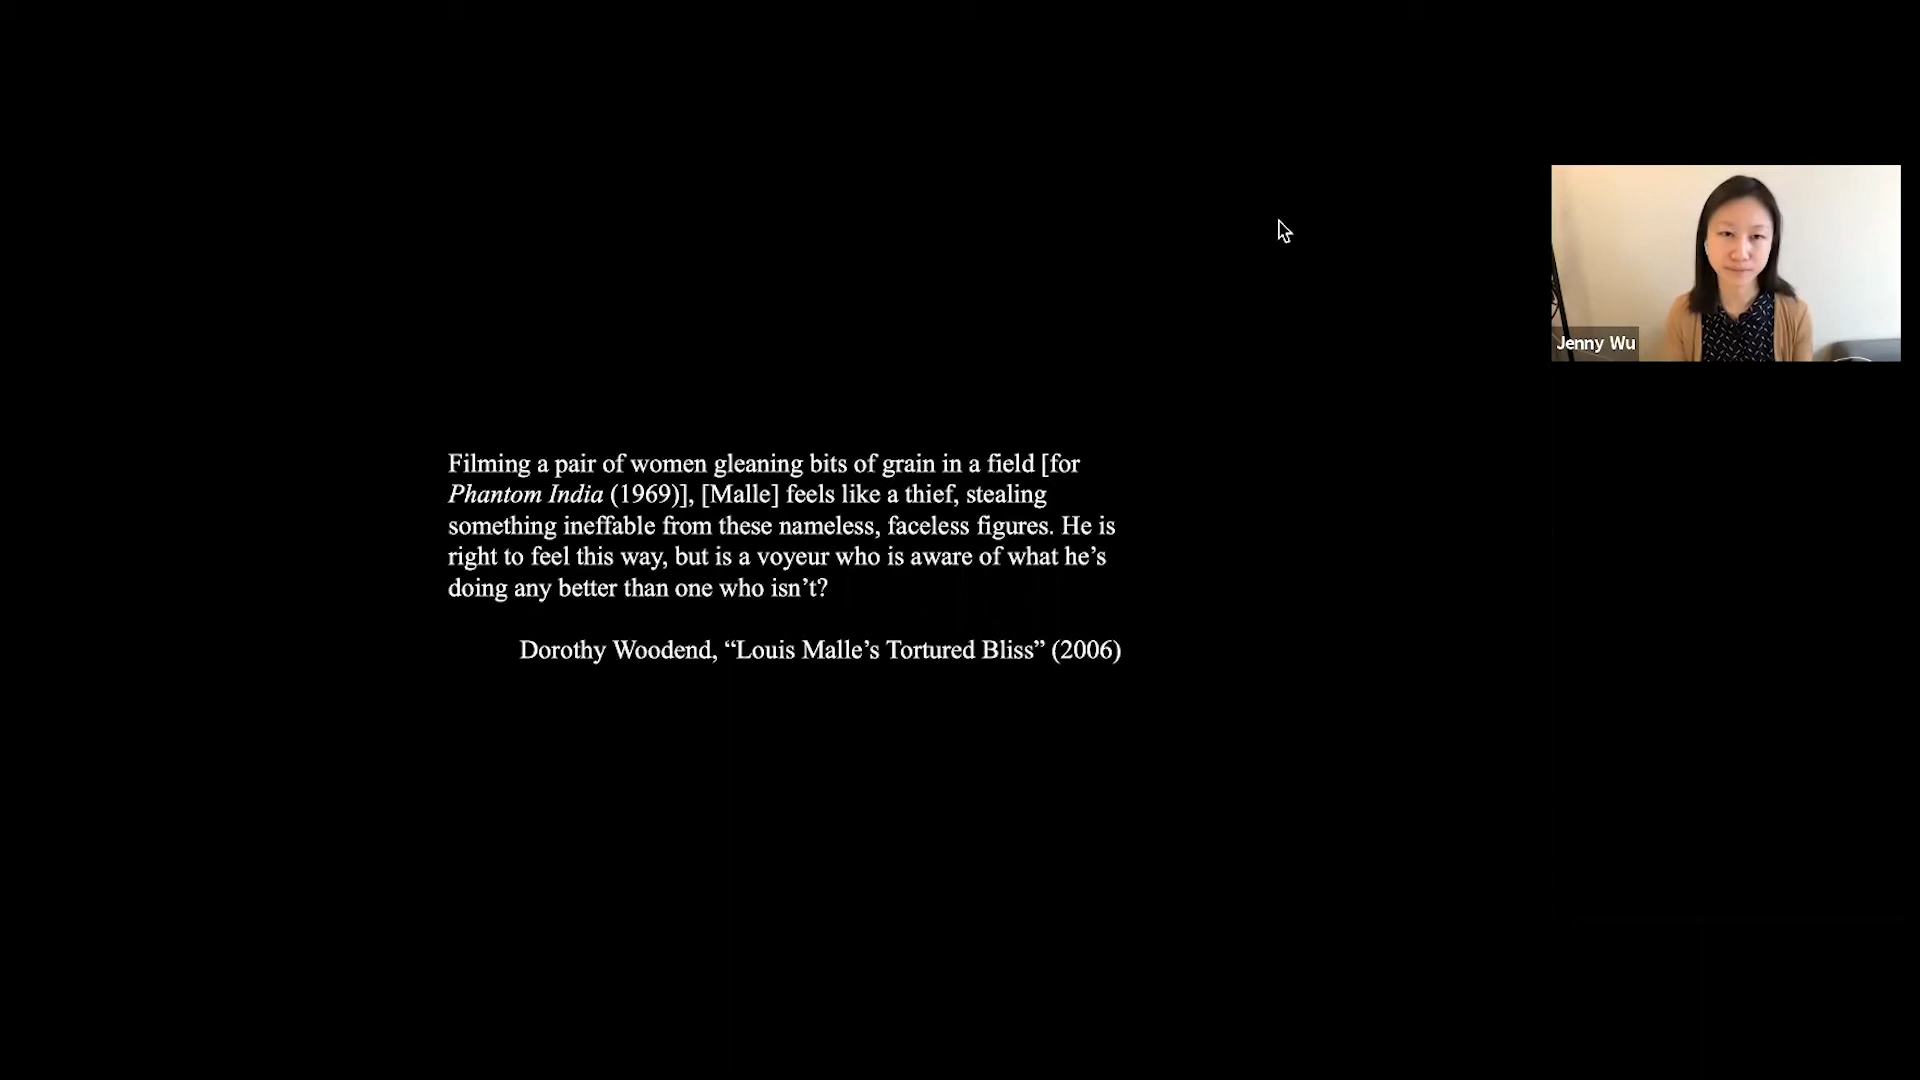 Filming a pair of women gleaning bits of grain in a field [for
Phantom India (1969)], [Malle] feels like a thief, stealing
something ineffable from these nameless, faceless figures. He is
right to feel this way, but is a voyeur who is aware of what he’s
doing any better than one who isn’t?
Dorothy Woodend, “Louis Malle’s Tortured Bliss” (2006)
Jenny Wu